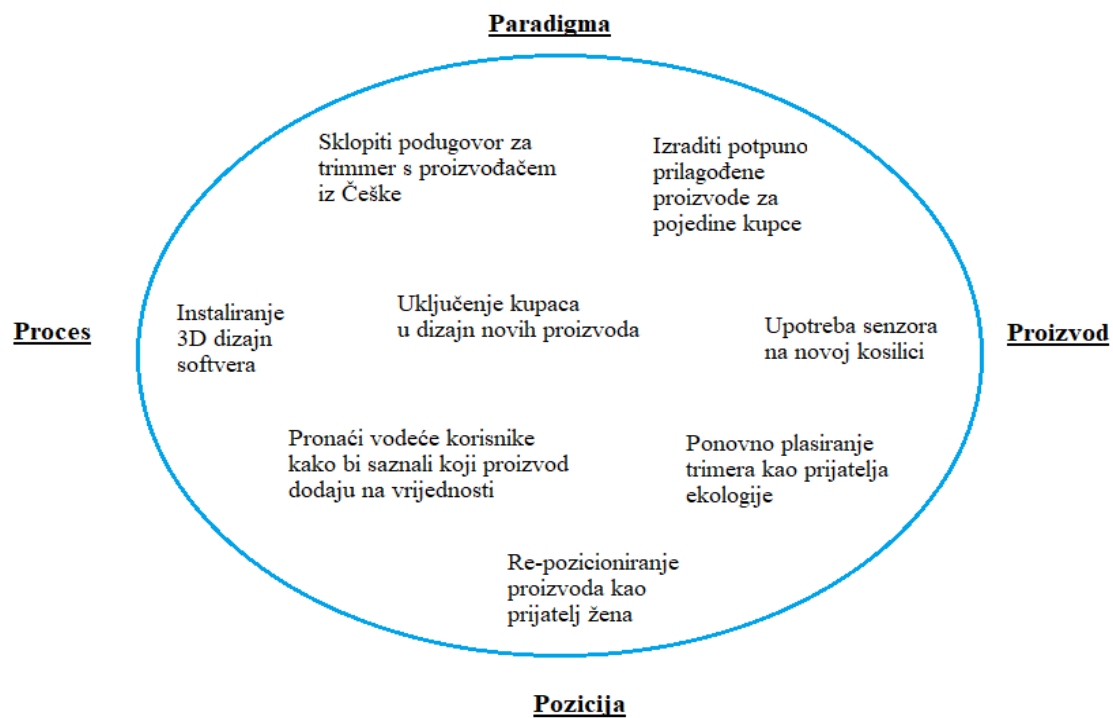 Paradigma
Sklopiti podugovor za
trimmer s proizvođačem
iz Češke
Izraditi potpuno
prilagođene
proizvode za
pojedine kupce
Proces
Instaliranje
3D dizajn
softvera
Uključenje kupaca
u dizajn novih proizvoda
Upotreba senzora
na novoj kosilici
Proizvod
Pronaći vodeće korisnike
kako bi saznali koji proizvod
dodaju na vrijednosti
Ponovno plasiranje
trimera kao prijatelja
ekologije
Re-pozicioniranje
proizvoda kao
prijatelj žena
Pozicija